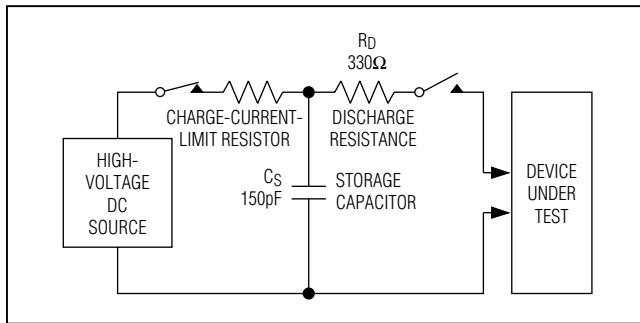 R_D
330Ω
CHARGE-CURRENT-
LIMIT RESISTOR
DISCHARGE
RESISTANCE
HIGH-
VOLTAGE
DC
SOURCE
C_S
150pF
STORAGE
CAPACITOR
DEVICE
UNDER
TEST